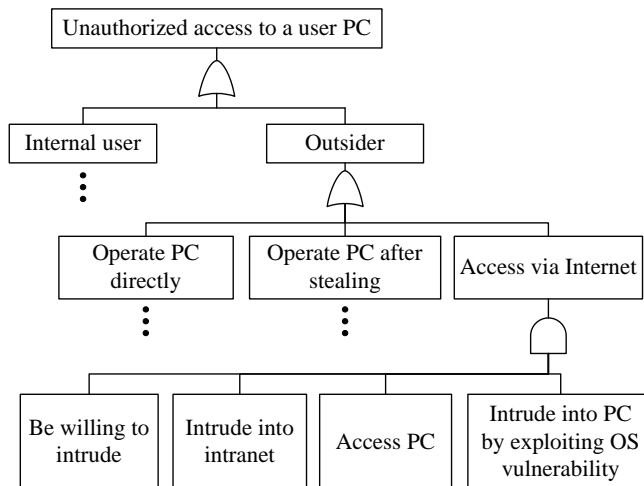 Unauthorized access to a user PC
Internal user
Outsider
Operate PC
directly
Operate PC after
stealing
Access via Internet
Be willing to
intrude
Intrude into
intranet
Access PC
Intrude into PC
by exploiting OS
vulnerability